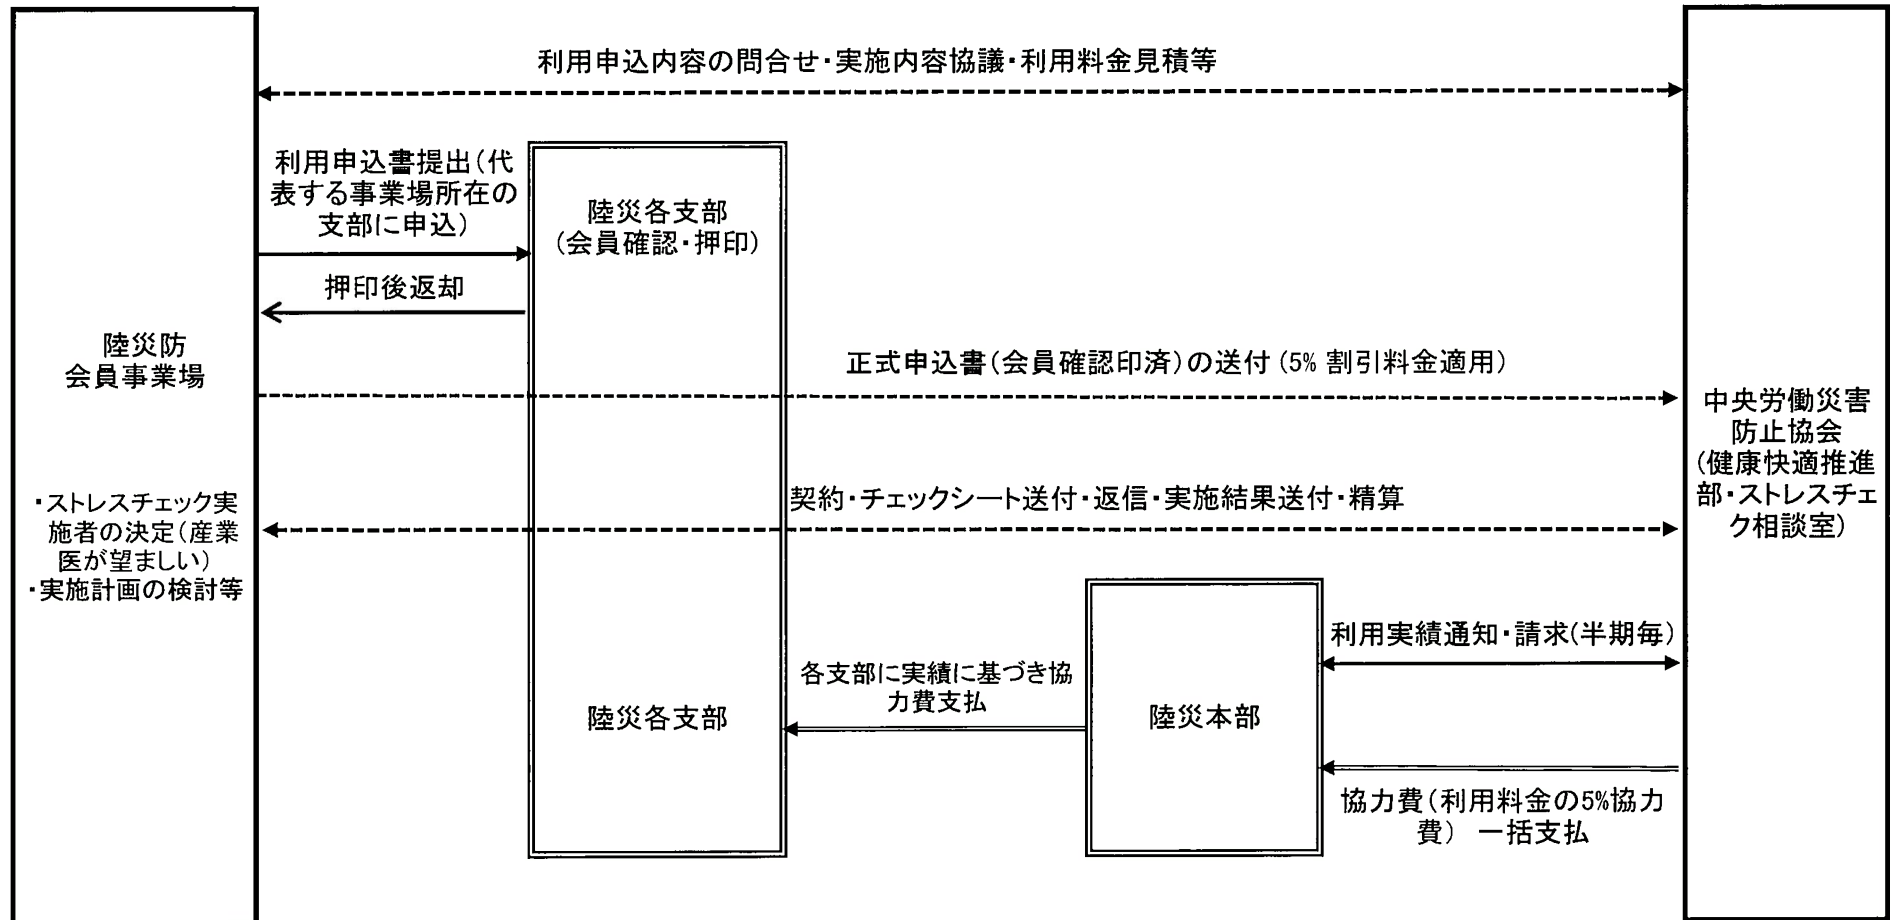 利用申込内容の問合せ・実施内容協議・利用料金見積等
利用申込書提出（代
表する事業場所在の
支部に申込）
陸災各支部
（会員確認・押印）
押印後返却
陸災防
会員事業場
正式申込書（会員確認印済）の送付（5% 割引料金適用）
中央労働災害
防止協会
（健康快適推進
部・ストレスチェ
ク相談室）
・ストレスチェック実
施者の決定（産業
医が望ましい）
・実施計画の検討等
契約・チェックシート送付・返信・実施結果送付・精算
利用実績通知・請求（半期毎）
各支部に実績に基づき協
力費支払
陸災各支部
陸災本部
協力費（利用料金の5%協力
費） 一括支払